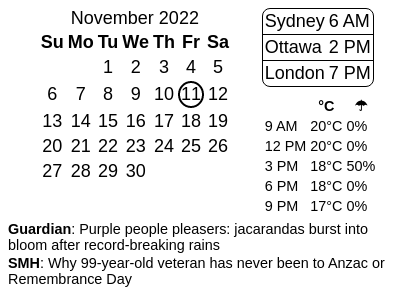 November 2022
Su Mo Tu We Th Fr Sa
1 2 3 4 5
6 7 8 9 10 11 12
13 14 15 16 17 18 19
20 21 22 23 24 25 26
27 28 29 30
Sydney 6 AM
Ottawa 2 PM
London 7 PM
°C ☂
9 AM 20°C 0%
12 PM 20°C 0%
3 PM 18°C 50%
6 PM 18°C 0%
9 PM 17°C 0%
Guardian: Purple people pleasers: jacarandas burst into
bloom after record-breaking rains
SMH: Why 99-year-old veteran has never been to Anzac or
Remembrance Day